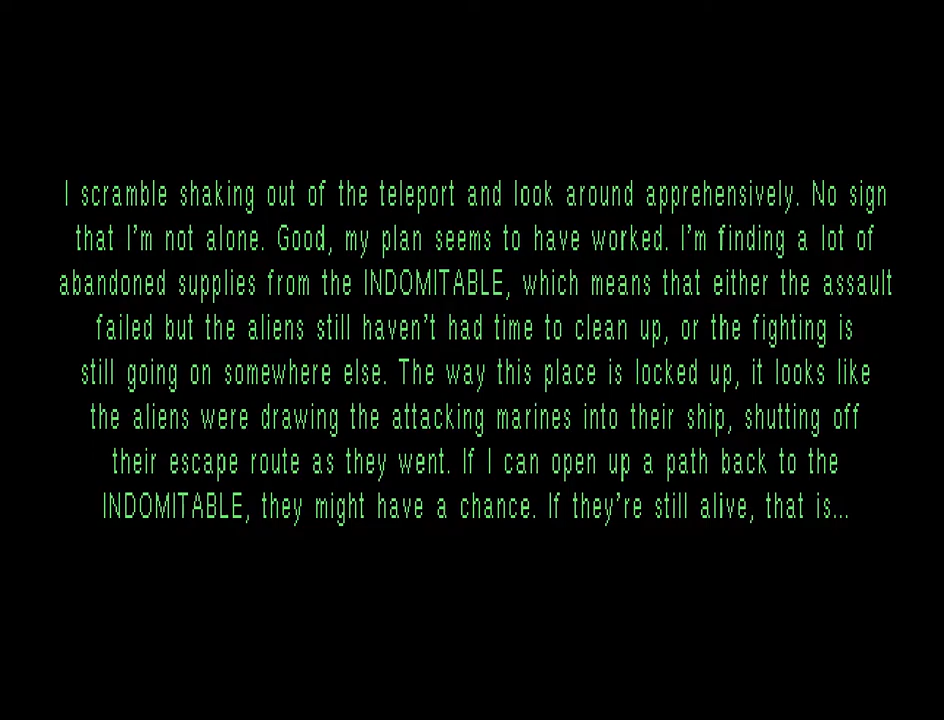 I scramble shaking out of the teleport and look around apprehensively. No sign
that I'm not alone. Good, my plan seems to have worked. I'm finding a lot of
abandoned supplies from the INDOMITABLE, which means that either the assault
failed but the aliens still haven't had time to clean up, or the fighting is
still going on somewhere else. The way this place is locked up, it looks like
the aliens were drawing the attacking marines into their ship, shutting off
their escape route as they went. If I can open up a path back to the
INDOMITABLE, they might have a chance. If they're still alive, that is...